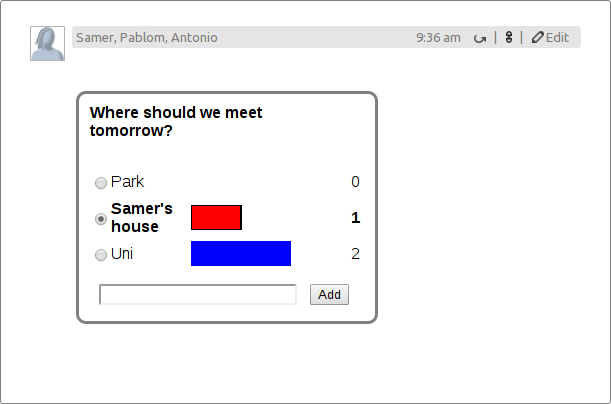 Samer, Pablom, Antonio 9:36 am | | Edit
Where should we meet
tomorrow?
Park 0
Samer's
house 1
Uni 2
Add